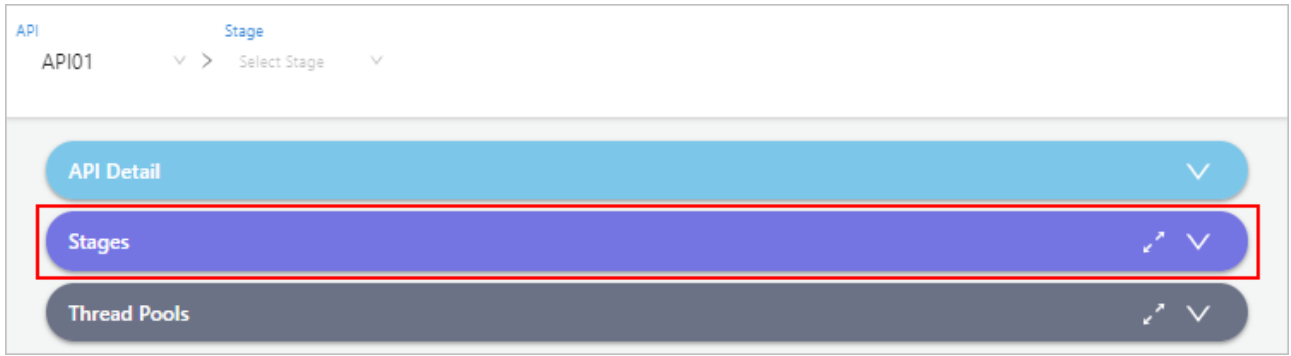 API Stage
API01 > Select Stage
API Detail
Stages
Thread Pools